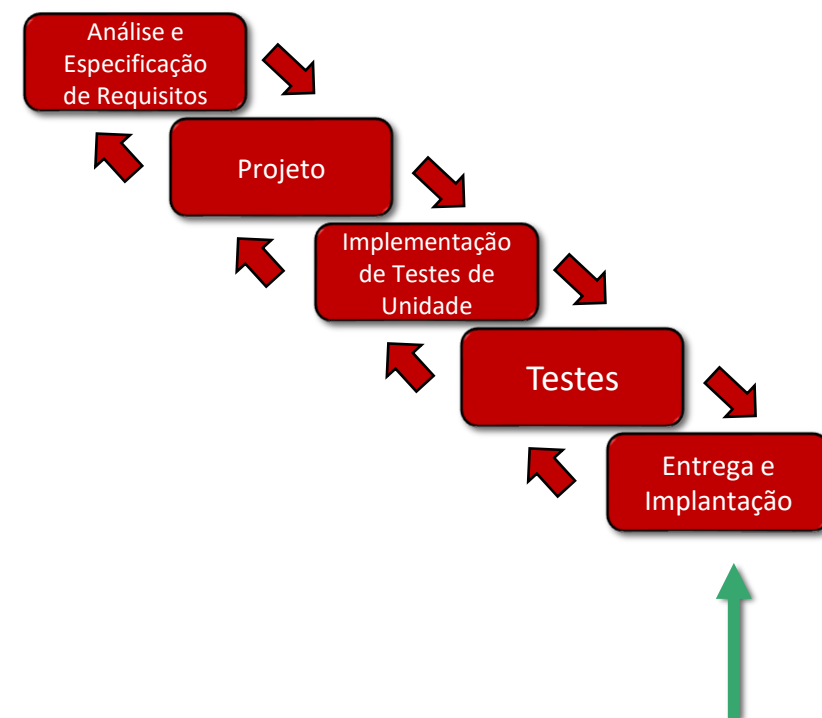 Análise e
Especificação
de Requisitos
Projeto
Implementação
de Testes de
Unidade
Testes
Entrega e
Implantação